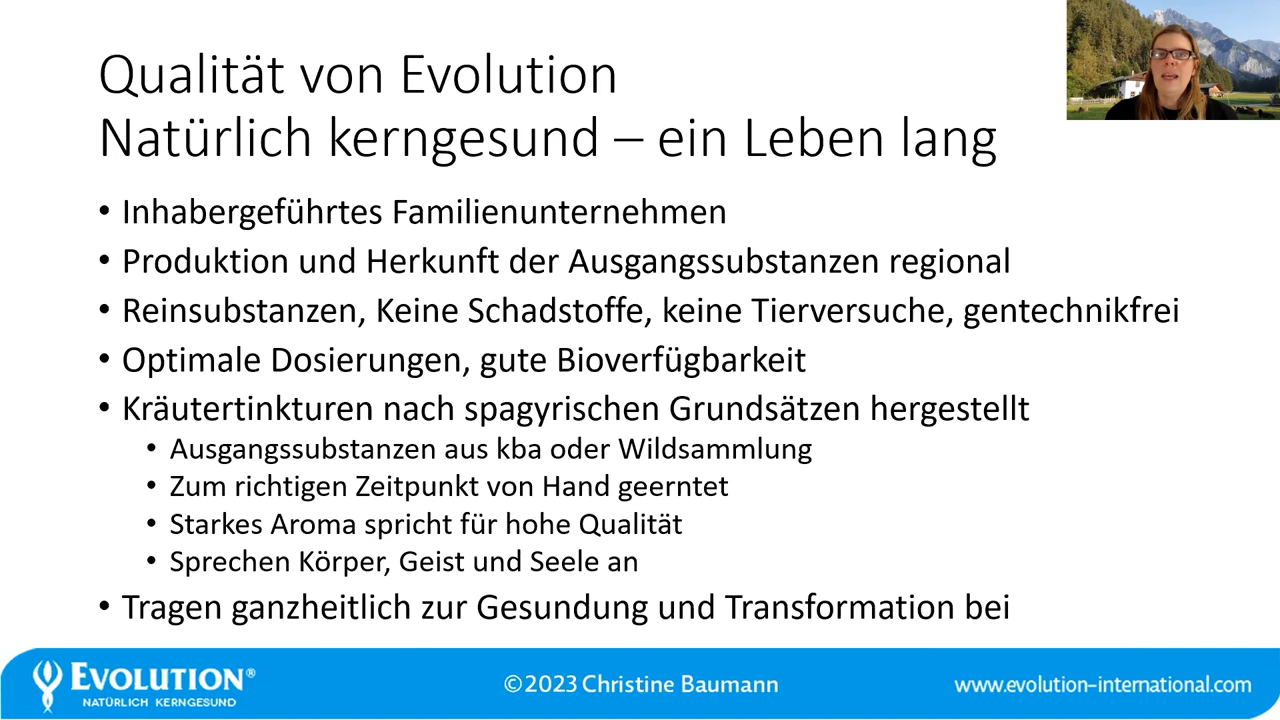 Qualität von Evolution
Natürlich kerngesund – ein Leben lang
• Inhabergeführtes Familienunternehmen
• Produktion und Herkunft der Ausgangssubstanzen regional
• Reinsubstanzen, Keine Schadstoffe, keine Tierversuche, gentechnikfrei
• Optimale Dosierungen, gute Bioverfügbarkeit
• Kräutertinkturen nach spagyrischen Grundsätzen hergestellt
• Ausgangssubstanzen aus kba oder Wildsammlung
• Zum richtigen Zeitpunkt von Hand geerntet
• Starkes Aroma spricht für hohe Qualität
• Sprechen Körper, Geist und Seele an
• Tragen ganzheitlich zur Gesundung und Transformation bei
EVOLUTION®
NATÜRLICH KERNGESUND
©2023 Christine Baumann
www.evolution-international.com